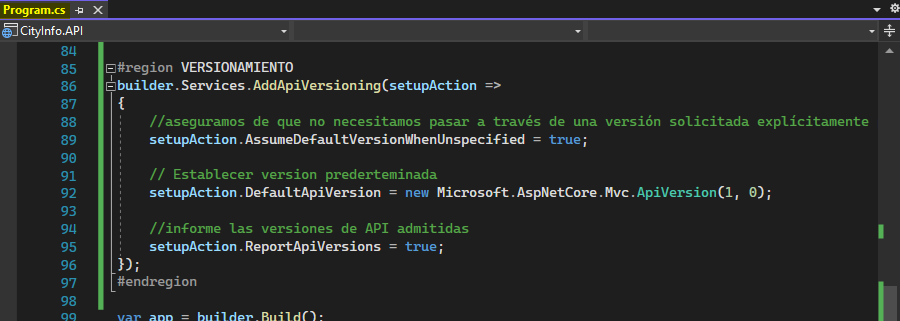 Program.cs
CityInfo.API
84
85 #region VERSIONAMIENTO
86 builder.Services.AddApiVersioning(setupAction =>
87 {
88 //aseguramos de que no necesitamos pasar a través de una versión solicitada explícitamente
89 setupAction.AssumeDefaultVersionWhenUnspecified = true;
90
91 // Establecer version prederteminada
92 setupAction.DefaultApiVersion = new Microsoft.AspNetCore.Mvc.ApiVersion(1, 0);
93
94 //informe las versiones de API admitidas
95 setupAction.ReportApiVersions = true;
96 });
97 #endregion
98
99 var app = builder.Build();